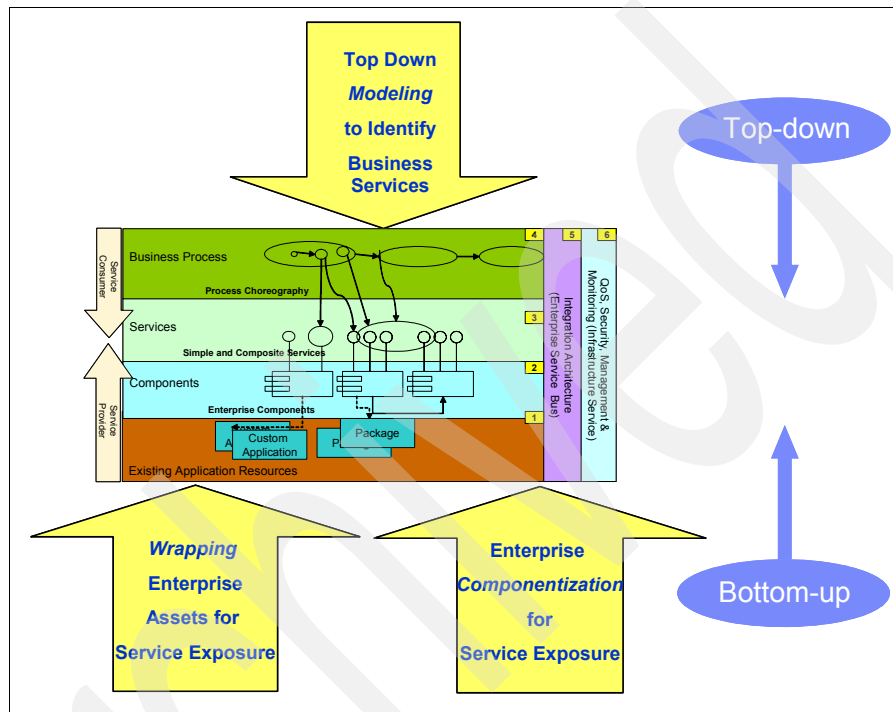 Top Down
Modeling
to Identify
Business
Services
Top-down
Service
Consumer
Business Process
Process Choreography
4
5
6
Services
Simple and Composite Services
3
Service
Provider
Components
Enterprise Components
2
1
Custom
Application
Package
Existing Application Resources
Integration Architecture
(Enterprise Service Bus)
QoS, Security, Management &
Monitoring (Infrastructure Service)
Wrapping
Enterprise
Assets for
Service Exposure
Enterprise
Componentization
for
Service Exposure
Bottom-up